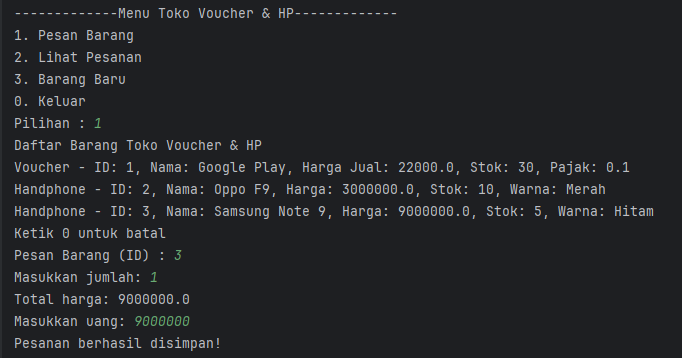 -------------Menu Toko Voucher & HP-------------
1. Pesan Barang
2. Lihat Pesanan
3. Barang Baru
0. Keluar
Pilihan : 1
Daftar Barang Toko Voucher & HP
Voucher - ID: 1, Nama: Google Play, Harga Jual: 22000.0, Stok: 30, Pajak: 0.1
Handphone - ID: 2, Nama: Oppo F9, Harga: 3000000.0, Stok: 10, Warna: Merah
Handphone - ID: 3, Nama: Samsung Note 9, Harga: 9000000.0, Stok: 5, Warna: Hitam
Ketik 0 untuk batal
Pesan Barang (ID) : 3
Masukkan jumlah: 1
Total harga: 9000000.0
Masukkan uang: 9000000
Pesanan berhasil disimpan!